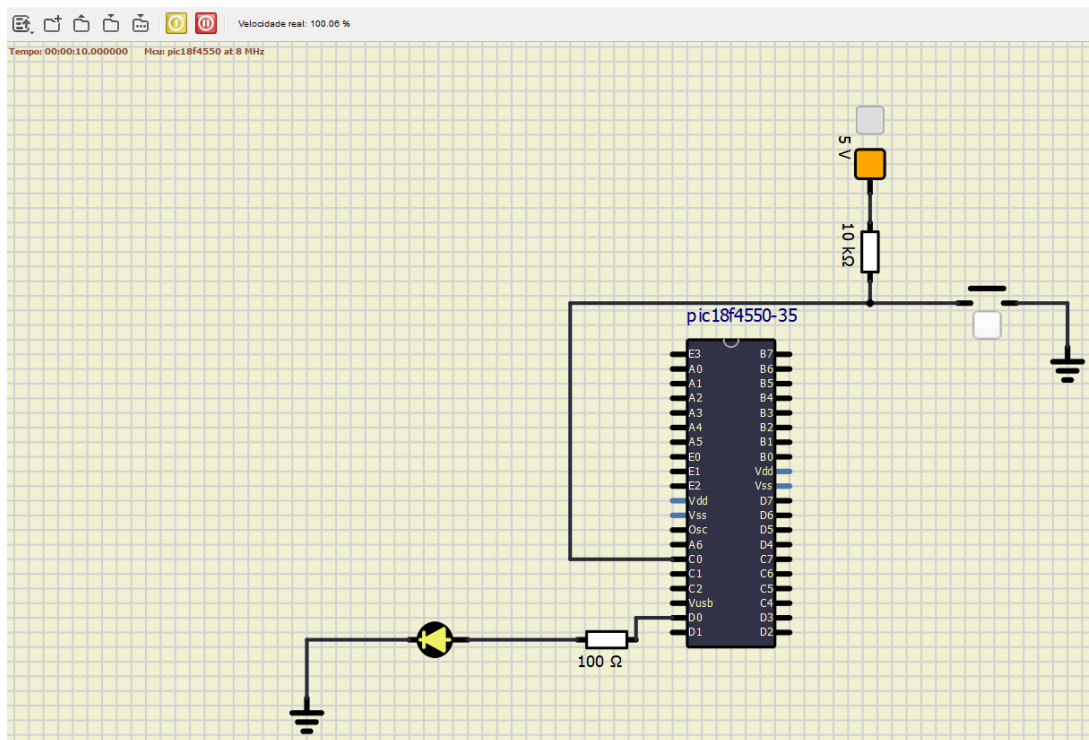 Velocidade real: 100.06 %
Tempo: 00:00:10.000000 Mcu: pic18f4550 at 8 MHz
5 V
10 kΩ
pic18f4550-35
E3 B7
A0 B6
A1 B5
A2 B4
A3 B3
A4 B2
A5 B1
E0 B0
E1 Vdd
E2 Vss
Vdd D7
Vss D6
Osc D5
A6 D4
C0 C7
C1 C6
C2 C5
Vusb C4
D0 D3
D1 D2
100 Ω